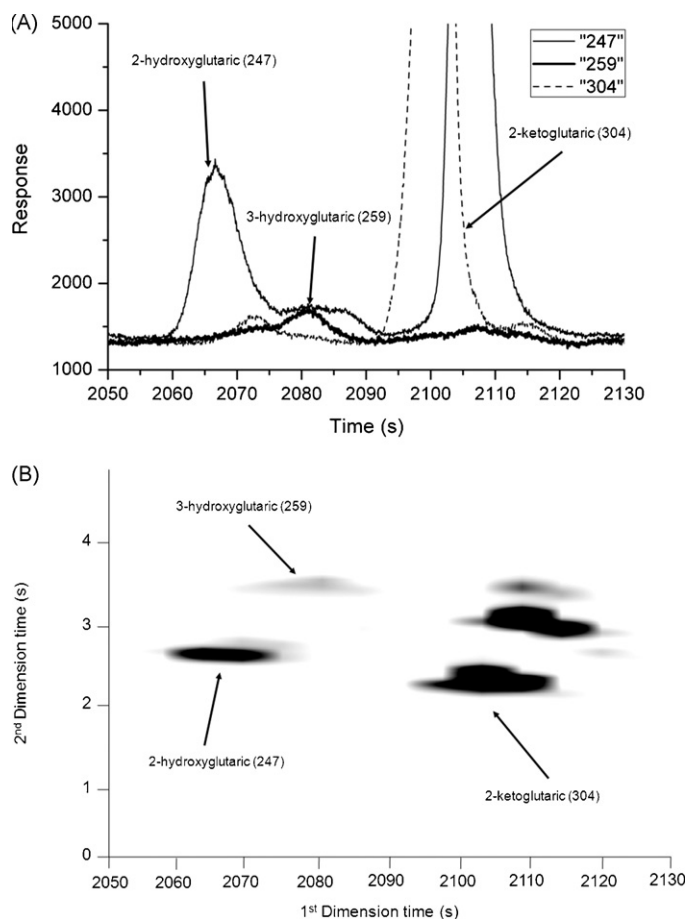 (A)
2-hydroxyglutaric (247)
3-hydroxyglutaric (259)
2-ketoglutaric (304)
"247"
"259"
"304"
Response
5000
4000
3000
2000
1000
2050 2060 2070 2080 2090 2100 2110 2120 2130
Time (s)
(B)
3-hydroxyglutaric (259)
2-hydroxyglutaric (247)
2-ketoglutaric (304)
2nd Dimension time (s)
4
3
2
1
0
2050 2060 2070 2080 2090 2100 2110 2120 2130
1st Dimension time (s)